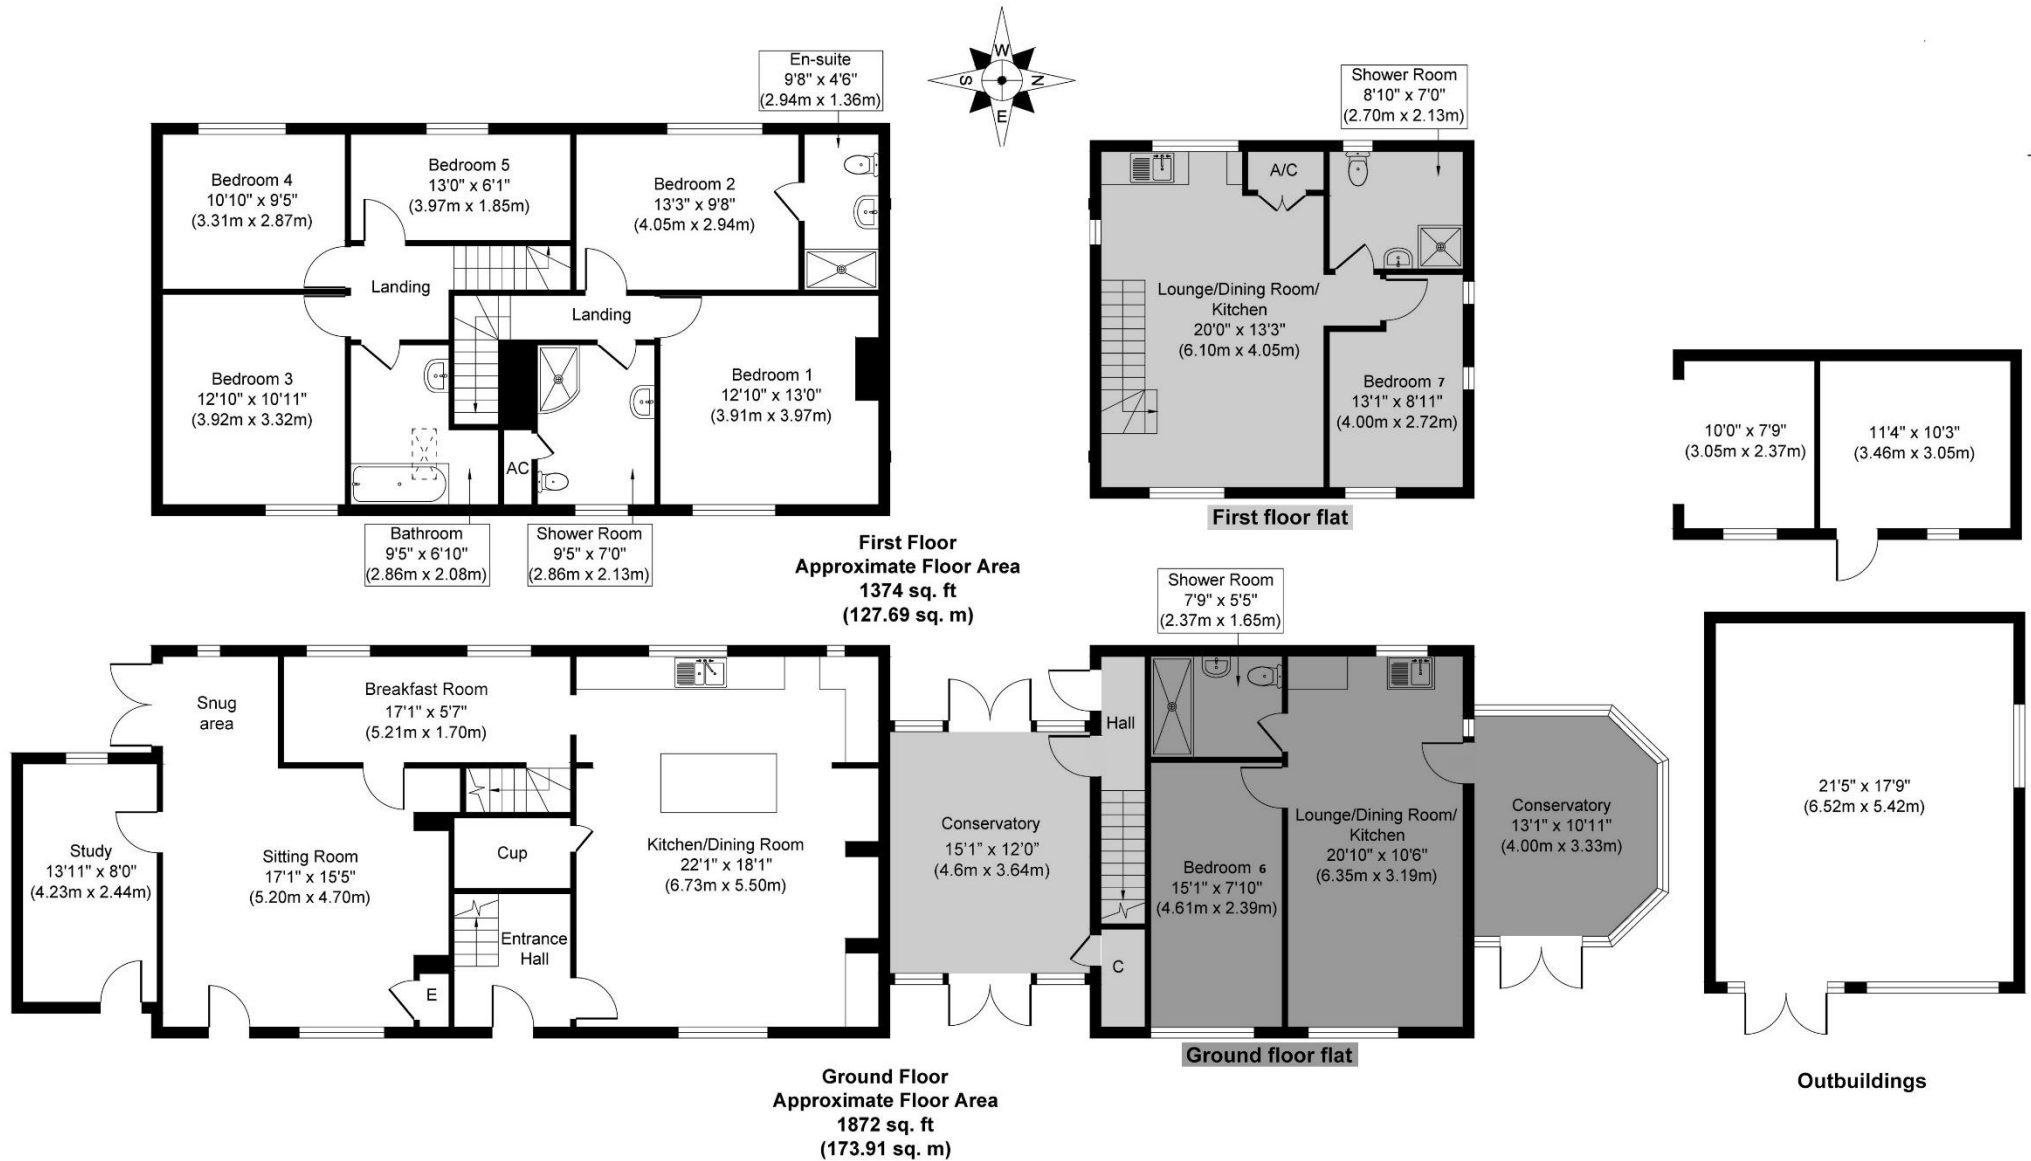 En-suite
9'8" x 4'6"
(2.94m x 1.36m)
W
S
N
E
Shower Room
8'10" x 7'0"
(2.70m x 2.13m)
Bedroom 4
10'10" x 9'5"
(3.31m x 2.87m)
Bedroom 5
13'0" x 6'1"
(3.97m x 1.85m)
Bedroom 2
13'3" x 9'8"
(4.05m x 2.94m)
A/C
Landing
Landing
Lounge/Dining Room/
Kitchen
20'0" x 13'3"
(6.10m x 4.05m)
Bedroom 3
12'10" x 10'11"
(3.92m x 3.32m)
Bedroom 1
12'10" x 13'0"
(3.91m x 3.97m)
Bedroom 7
13'1" x 8'11"
(4.00m x 2.72m)
10'0" x 7'9"
(3.05m x 2.37m)
11'4" x 10'3"
(3.46m x 3.05m)
AC
Bathroom
9'5" x 6'10"
(2.86m x 2.08m)
Shower Room
9'5" x 7'0"
(2.86m x 2.13m)
First Floor
Approximate Floor Area
1374 sq. ft
(127.69 sq. m)
First floor flat
Shower Room
7'9" x 5'5"
(2.37m x 1.65m)
Snug
area
Breakfast Room
17'1" x 5'7"
(5.21m x 1.70m)
Hall
Study
13'11" x 8'0"
(4.23m x 2.44m)
Sitting Room
17'1" x 15'5"
(5.20m x 4.70m)
Cup
Kitchen/Dining Room
22'1" x 18'1"
(6.73m x 5.50m)
Conservatory
15'1" x 12'0"
(4.6m x 3.64m)
Bedroom 6
15'1" x 7'10"
(4.61m x 2.39m)
Lounge/Dining Room/
Kitchen
20'10" x 10'6"
(6.35m x 3.19m)
Conservatory
13'1" x 10'11"
(4.00m x 3.33m)
21'5" x 17'9"
(6.52m x 5.42m)
Entrance
Hall
E
C
Ground floor flat
Ground Floor
Approximate Floor Area
1872 sq. ft
(173.91 sq. m)
Outbuildings